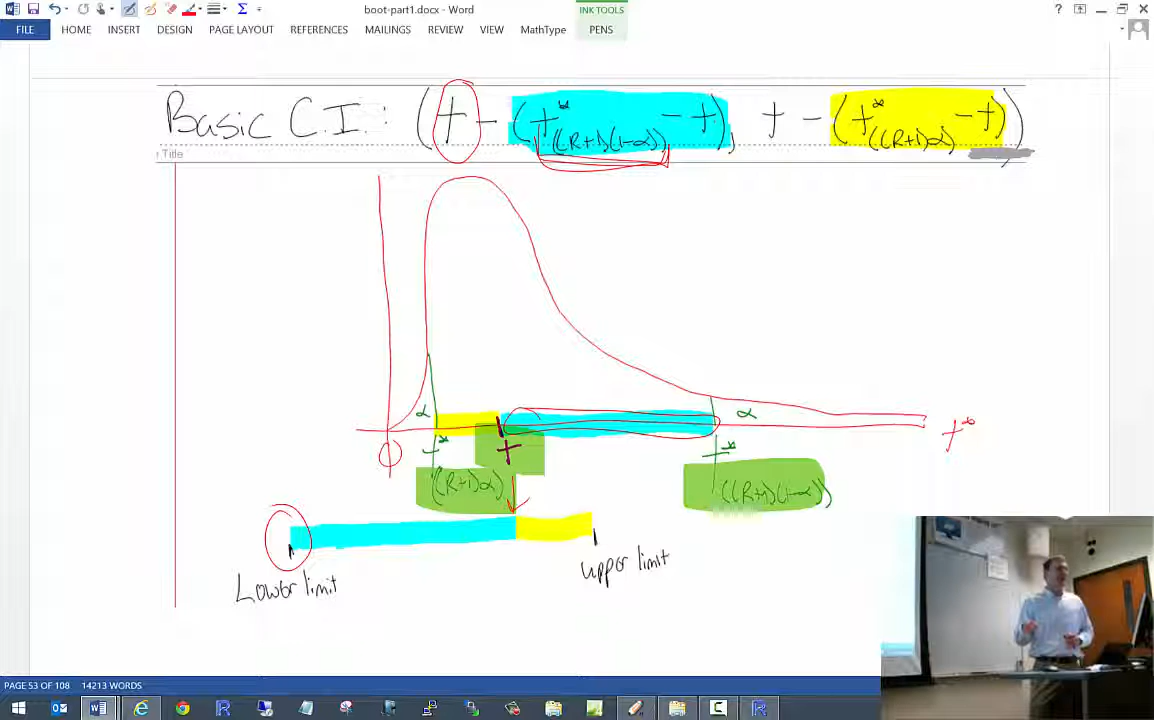 boot-part1.docx - Word
INK TOOLS
FILE HOME INSERT DESIGN PAGE LAYOUT REFERENCES MAILINGS REVIEW VIEW MathType PENS
Basic C.I.: (t - (t*((R+1)(1-α)) - t), t - (t*((R+1)α) - t))
Title
α α
t*
0 t* t t*
((R+1)α) ((R+1)(1-α))
Lower limit upper limit
PAGE 53 OF 108 14213 WORDS